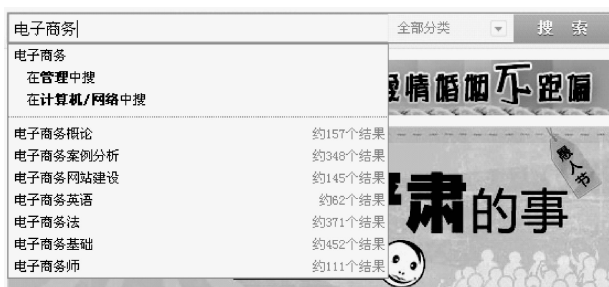 电子商务 全部分类 搜 索
电子商务
在管理中搜
在计算机/网络中搜
情婚姻不跑偏
电子商务概论 约157个结果
电子商务案例分析 约346个结果
电子商务网站建设 约145个结果
电子商务英语 约62个结果
电子商务法 约371个结果
电子商务基础 约452个结果
电子商务师 约111个结果
愚人节
肃的事